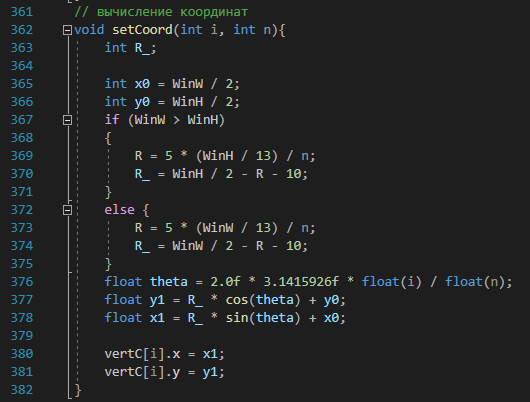 361 // вычисление координат
362 void setCoord(int i, int n){
363 int R_;
364
365 int x0 = WinW / 2;
366 int y0 = WinH / 2;
367 if (WinW > WinH)
368 {
369 R = 5 * (WinH / 13) / n;
370 R_ = WinH / 2 - R - 10;
371 }
372 else {
373 R = 5 * (WinW / 13) / n;
374 R_ = WinW / 2 - R - 10;
375 }
376 float theta = 2.0f * 3.1415926f * float(i) / float(n);
377 float y1 = R_ * cos(theta) + y0;
378 float x1 = R_ * sin(theta) + x0;
379
380 vertC[i].x = x1;
381 vertC[i].y = y1;
382 }